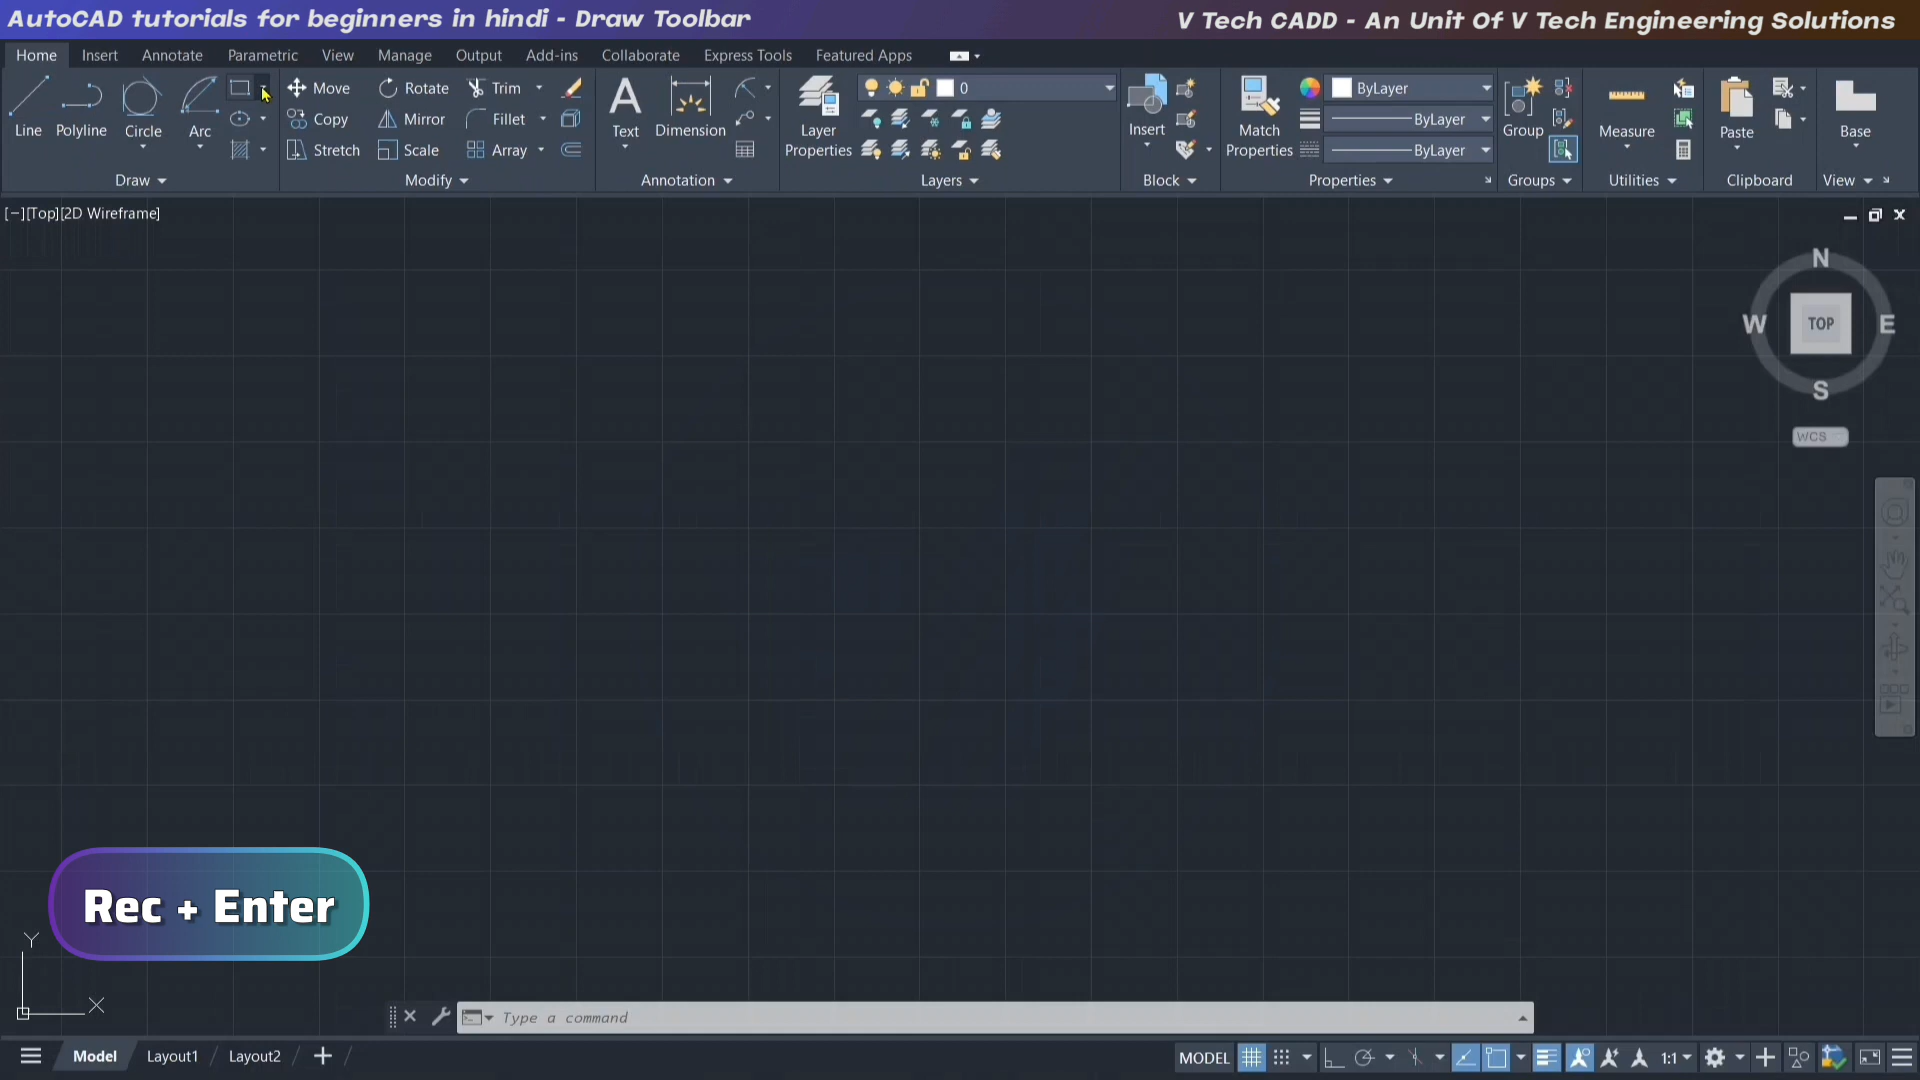 AutoCAD tutorials for beginners in hindi - Draw Toolbar
V Tech CADD - An Unit Of V Tech Engineering Solutions
Home Insert Annotate Parametric View Manage Output Add-ins Collaborate Express Tools Featured Apps
Line
Polyline
Circle
Arc
Move
Copy
Stretch
Rotate
Mirror
Scale
Trim
Fillet
Array
Text
Dimension
Layer
Properties
0
Insert
Match
Properties
ByLayer
ByLayer
ByLayer
Group
Measure
Paste
Base
Draw
Modify
Annotation
Layers
Block
Properties
Groups
Utilities
Clipboard
View
[−][Top][2D Wireframe]
N
W
TOP
E
S
WCS
Rec + Enter
Y
X
Type a command
Model Layout1 Layout2
MODEL
1:1